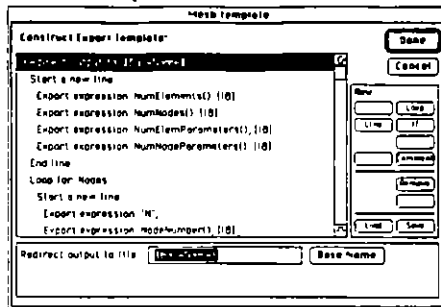 Mesh Template
Construct Export Template:
Done
Cancel
Start a new line
Export expression NumElements() [I8]
Export expression NumNodes() [I8]
Export expression NumElemParameters(), [I8]
Export expression NumNodeParameters() [I8]
End line
Loop for Nodes
Start a new line
Export expression "N",
Export expression NodeNumber(), [I8]
New
Loop
Line
If
Command
Remove
Load
Save
Redirect output to file
Base Name